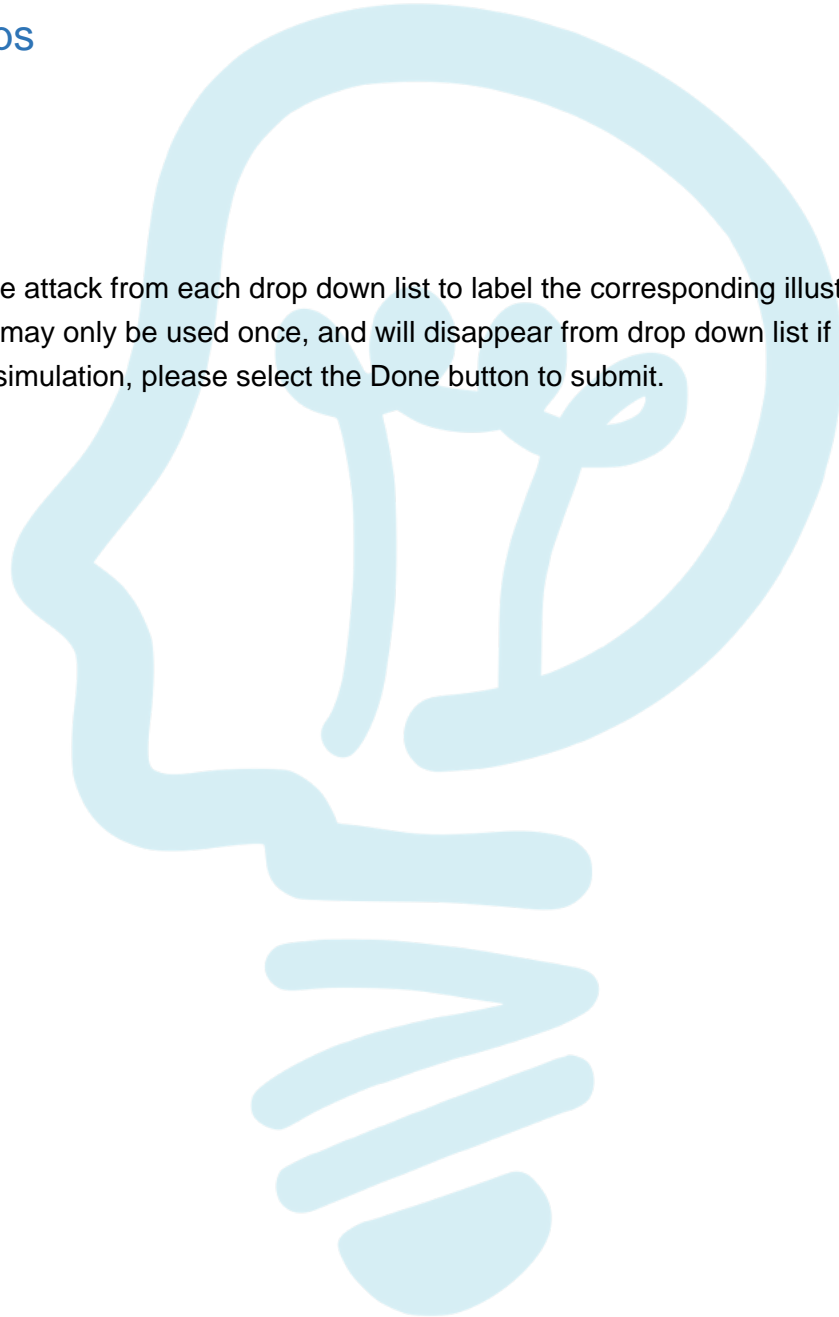 os
e attack from each drop down list to label the corresponding illust
may only be used once, and will disappear from drop down list if
simulation, please select the Done button to submit.